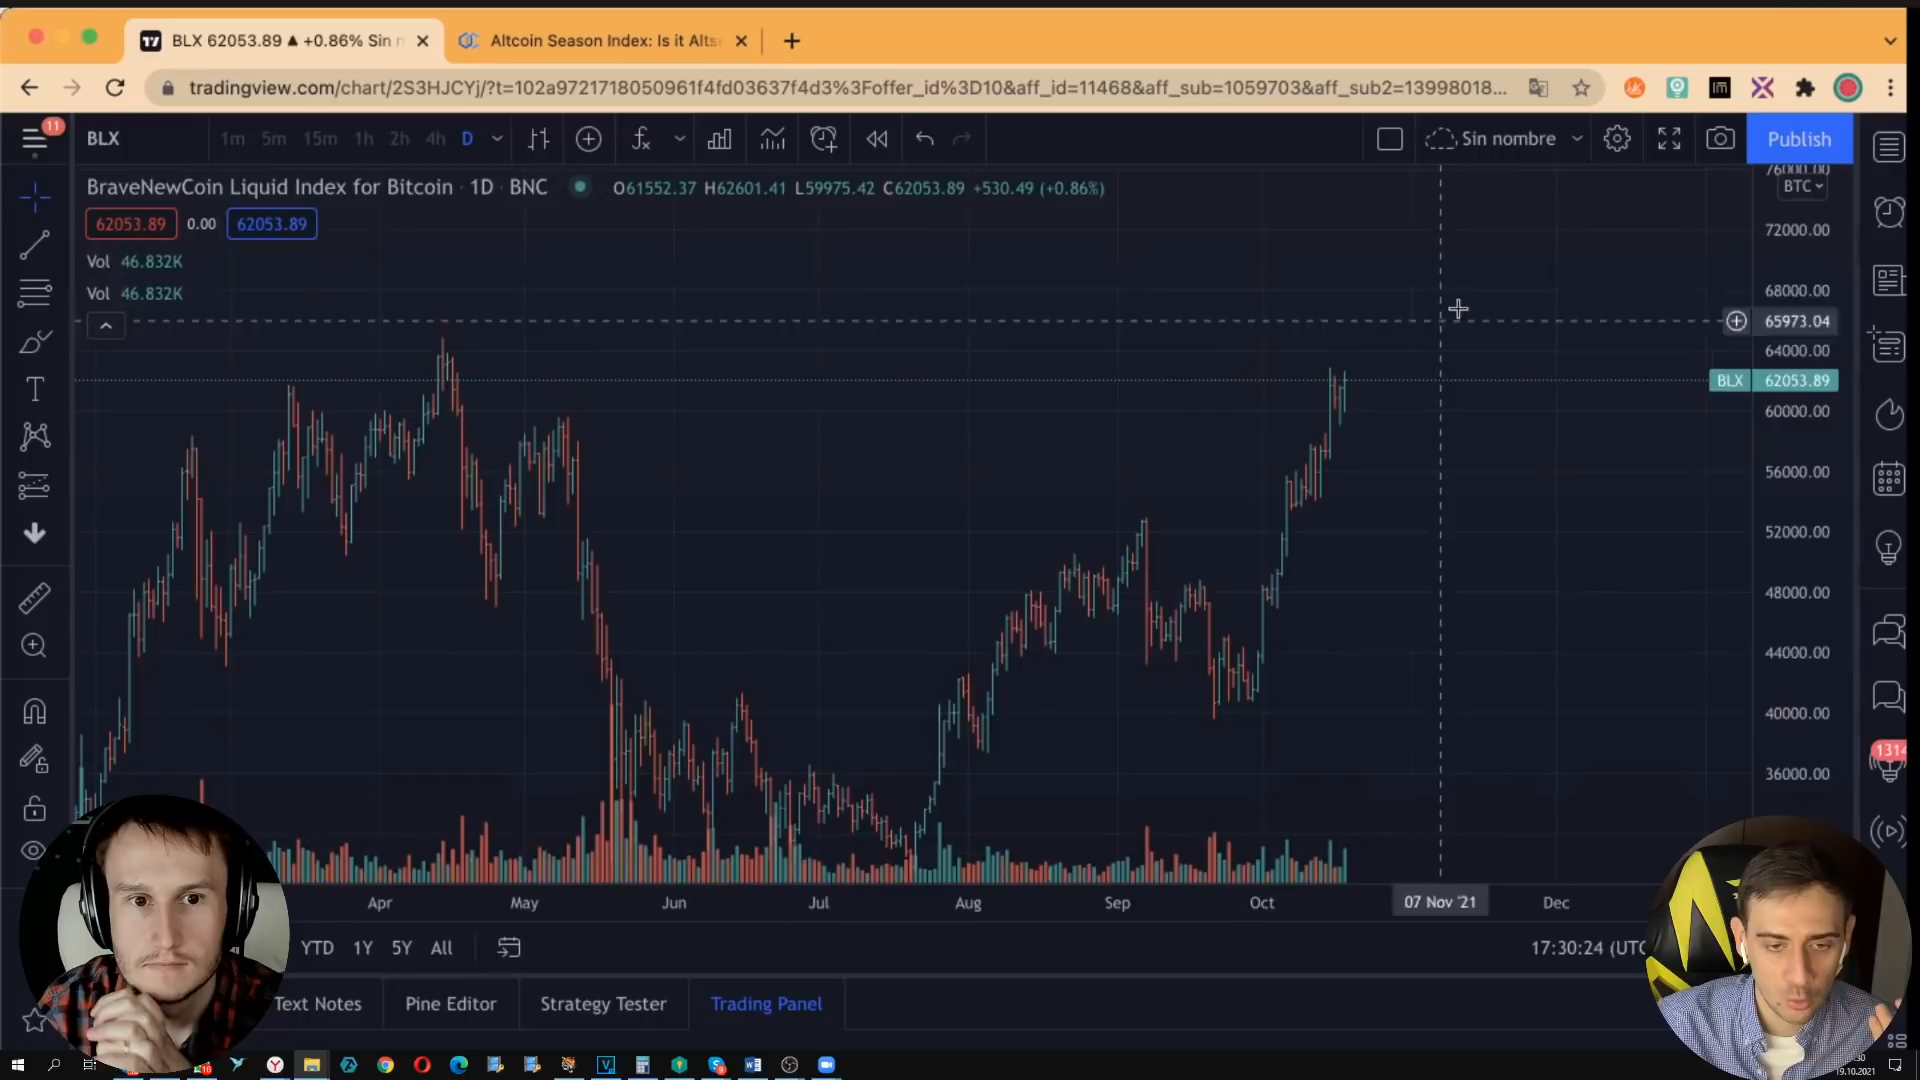 BLX 62053.89 ▲ +0.86% Sin n
Altcoin Season Index: Is it Alts
tradingview.com/chart/2S3HJCYj/?t=102a9721718050961f4fd03637f4d3%3Foffer_id%3D10&aff_id=11468&aff_sub=1059703&aff_sub2=13998018...
11
BLX 1m 5m 15m 1h 2h 4h D Sin nombre Publish
BraveNewCoin Liquid Index for Bitcoin · 1D · BNC O61552.37 H62601.41 L59975.42 C62053.89 +530.49 (+0.86%)
76000.00
BTC
62053.89 0.00 62053.89
72000.00
Vol 46.832K
Vol 46.832K
68000.00
65973.04
64000.00
BLX 62053.89
60000.00
56000.00
52000.00
48000.00
44000.00
40000.00
1314
36000.00
Apr May Jun Jul Aug Sep Oct 07 Nov '21 Dec
YTD 1Y 5Y All 17:30:24 (UTC
Text Notes Pine Editor Strategy Tester Trading Panel
19.10.2021